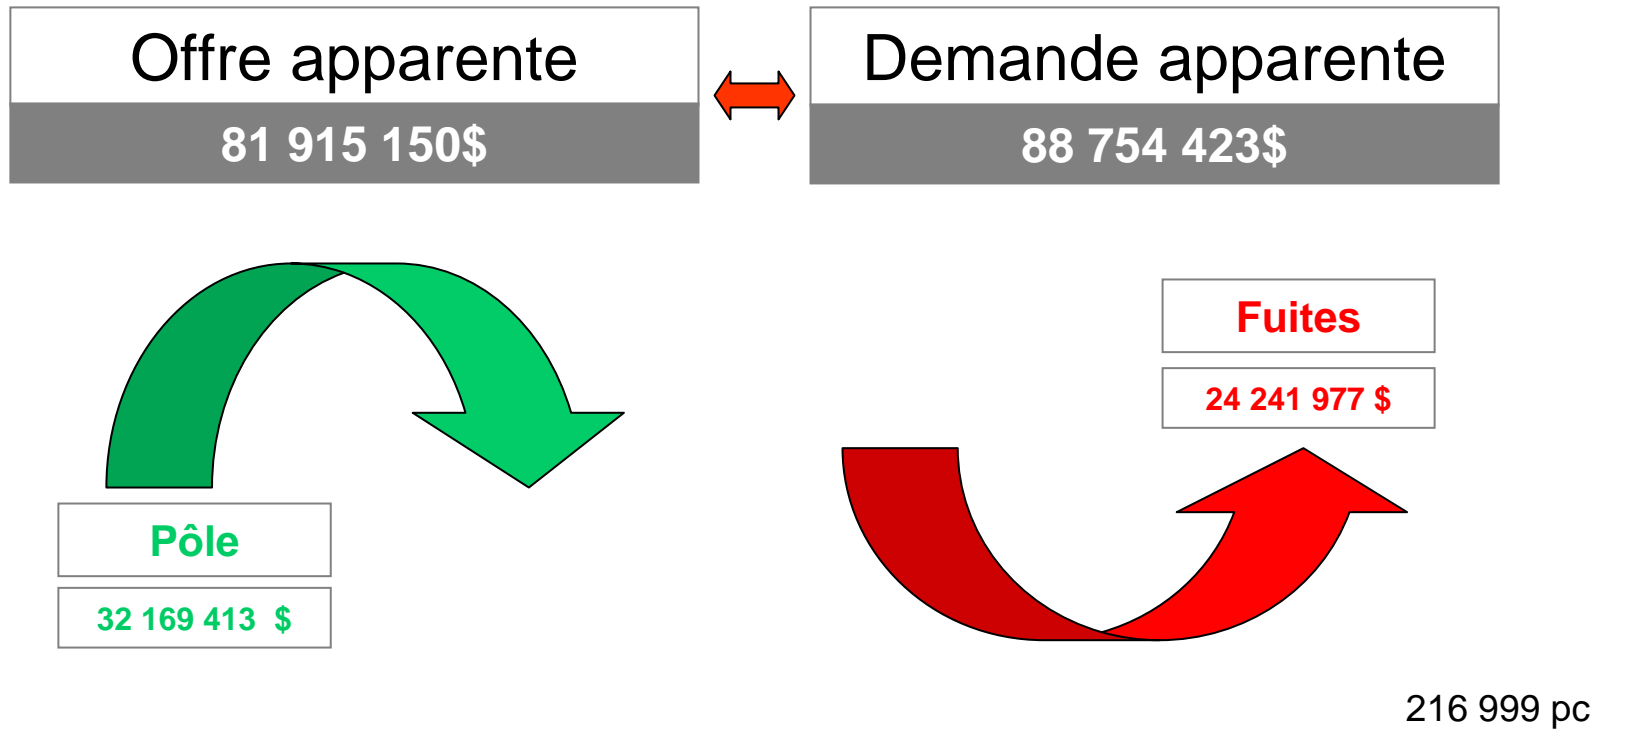 Offre apparente
81 915 150$
Demande apparente
88 754 423$
Fuites
24 241 977 $
Pôle
32 169 413 $
216 999 pc